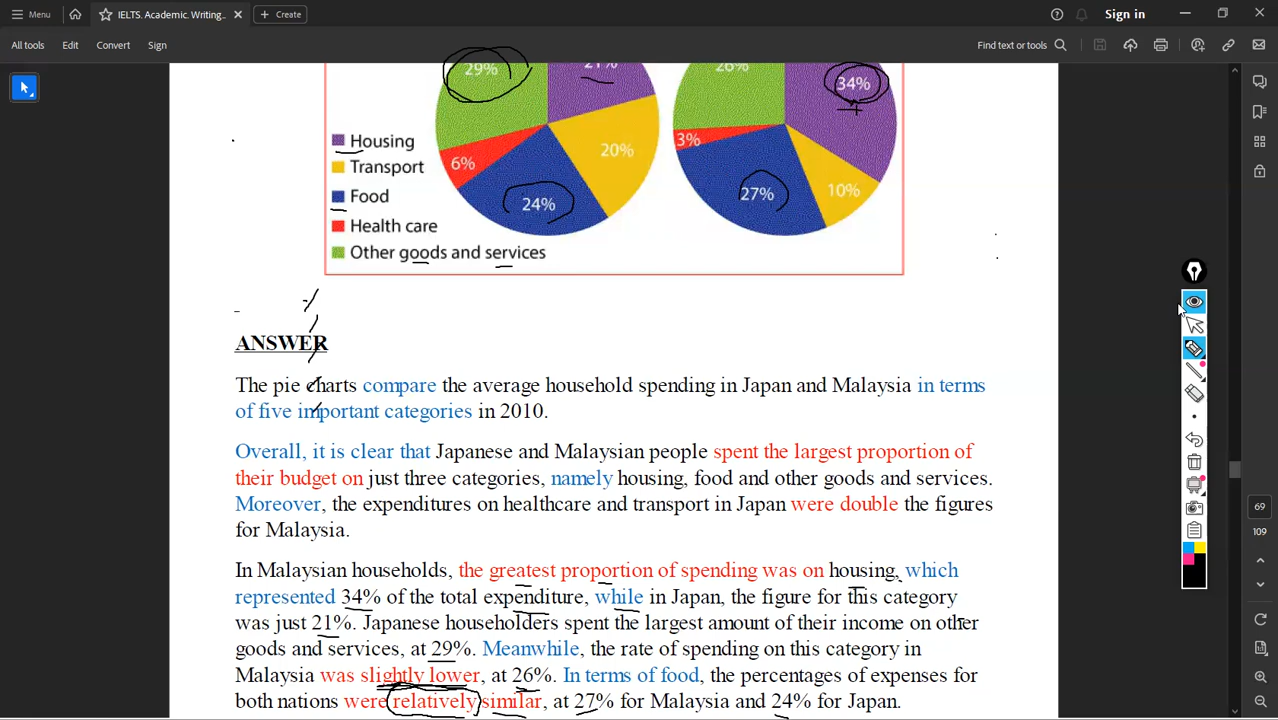 Menu
IELTS. Academic. Writing..
Create
Sign in
All tools
Edit
Convert
Sign
Find text or tools
29%
21%
26%
34%
Housing
Transport
Food
Health care
Other goods and services
20%
6%
24%
3%
27%
10%
ANSWER
The pie charts compare the average household spending in Japan and Malaysia in terms
of five important categories in 2010.
Overall, it is clear that Japanese and Malaysian people spent the largest proportion of
their budget on just three categories, namely housing, food and other goods and services.
Moreover, the expenditures on healthcare and transport in Japan were double the figures
for Malaysia.
In Malaysian households, the greatest proportion of spending was on housing, which
represented 34% of the total expenditure, while in Japan, the figure for this category
was just 21%. Japanese householders spent the largest amount of their income on other
goods and services, at 29%. Meanwhile, the rate of spending on this category in
Malaysia was slightly lower, at 26%. In terms of food, the percentages of expenses for
both nations were relatively similar, at 27% for Malaysia and 24% for Japan.
69
109